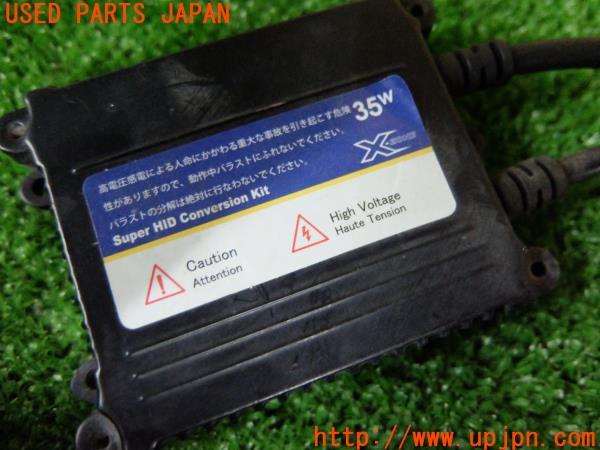 USED PARTS JAPAN
高電圧感電による人命にかかわる重大な事故を引き起こす危険
性がありますので、動作中バラストにふれないでください。
バラストの分解は絶対に行なわないでください。
Super HID Conversion Kit
35W
Caution
Attention
High Voltage
Haute Tension
http://www.upjpn.com/